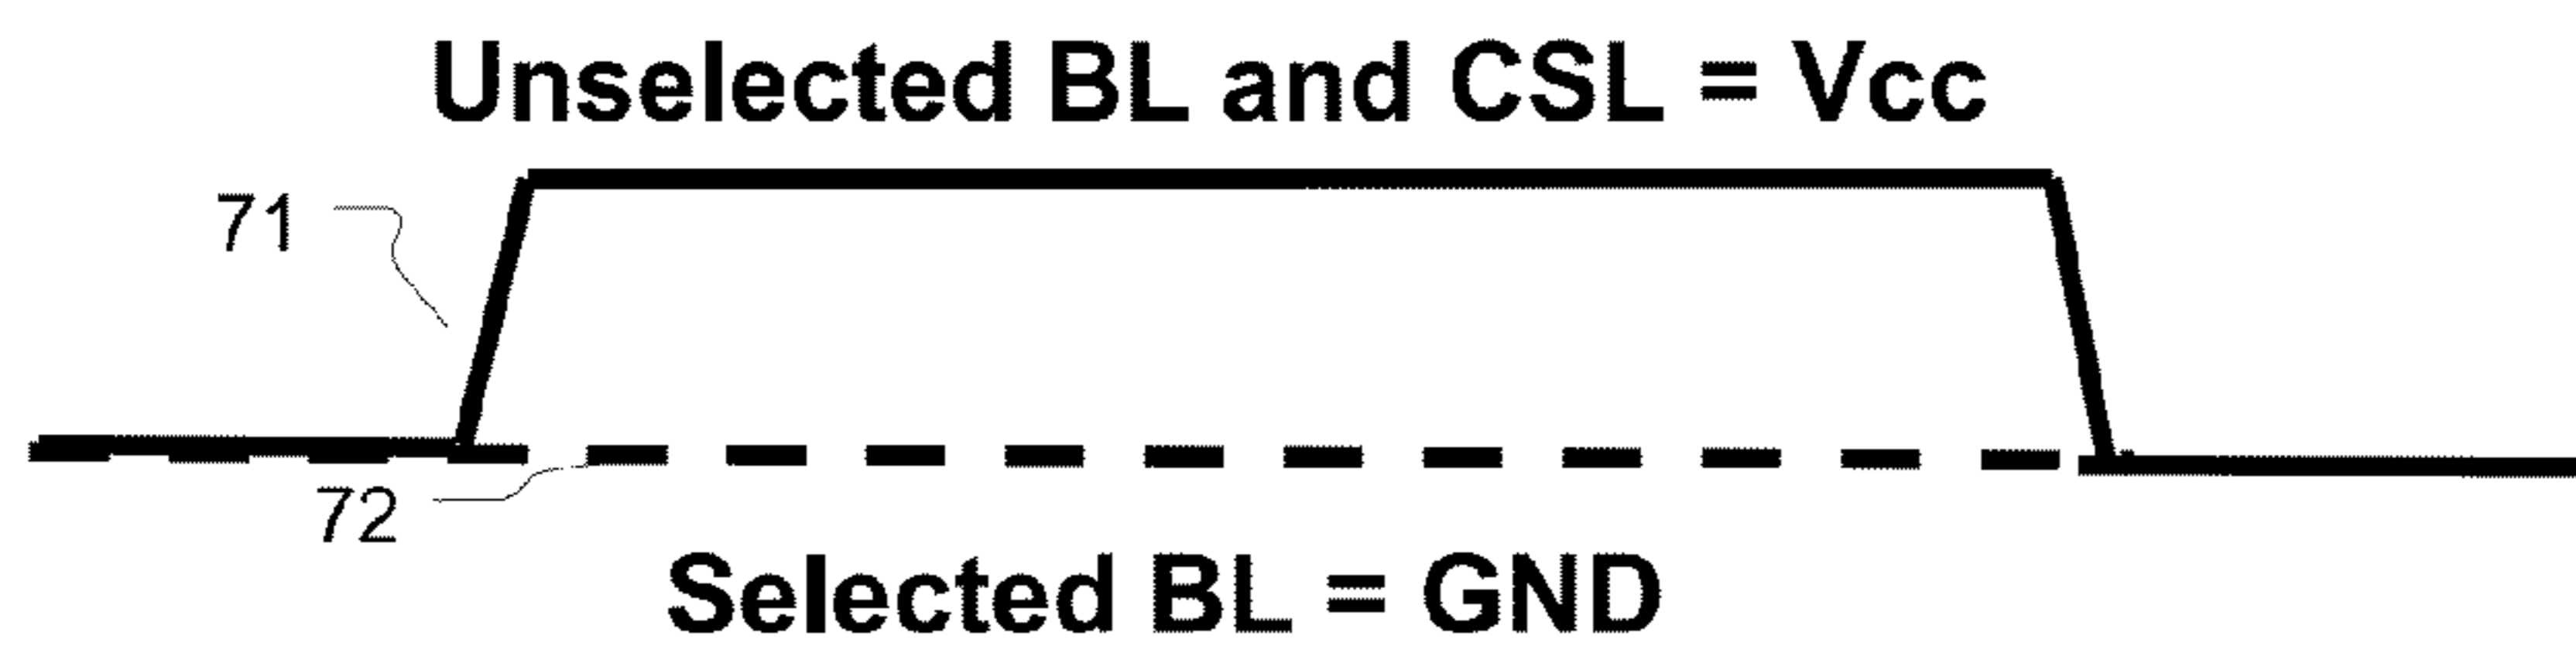 Unselected BL and CSL = Vcc
71
72
Selected BL = GND